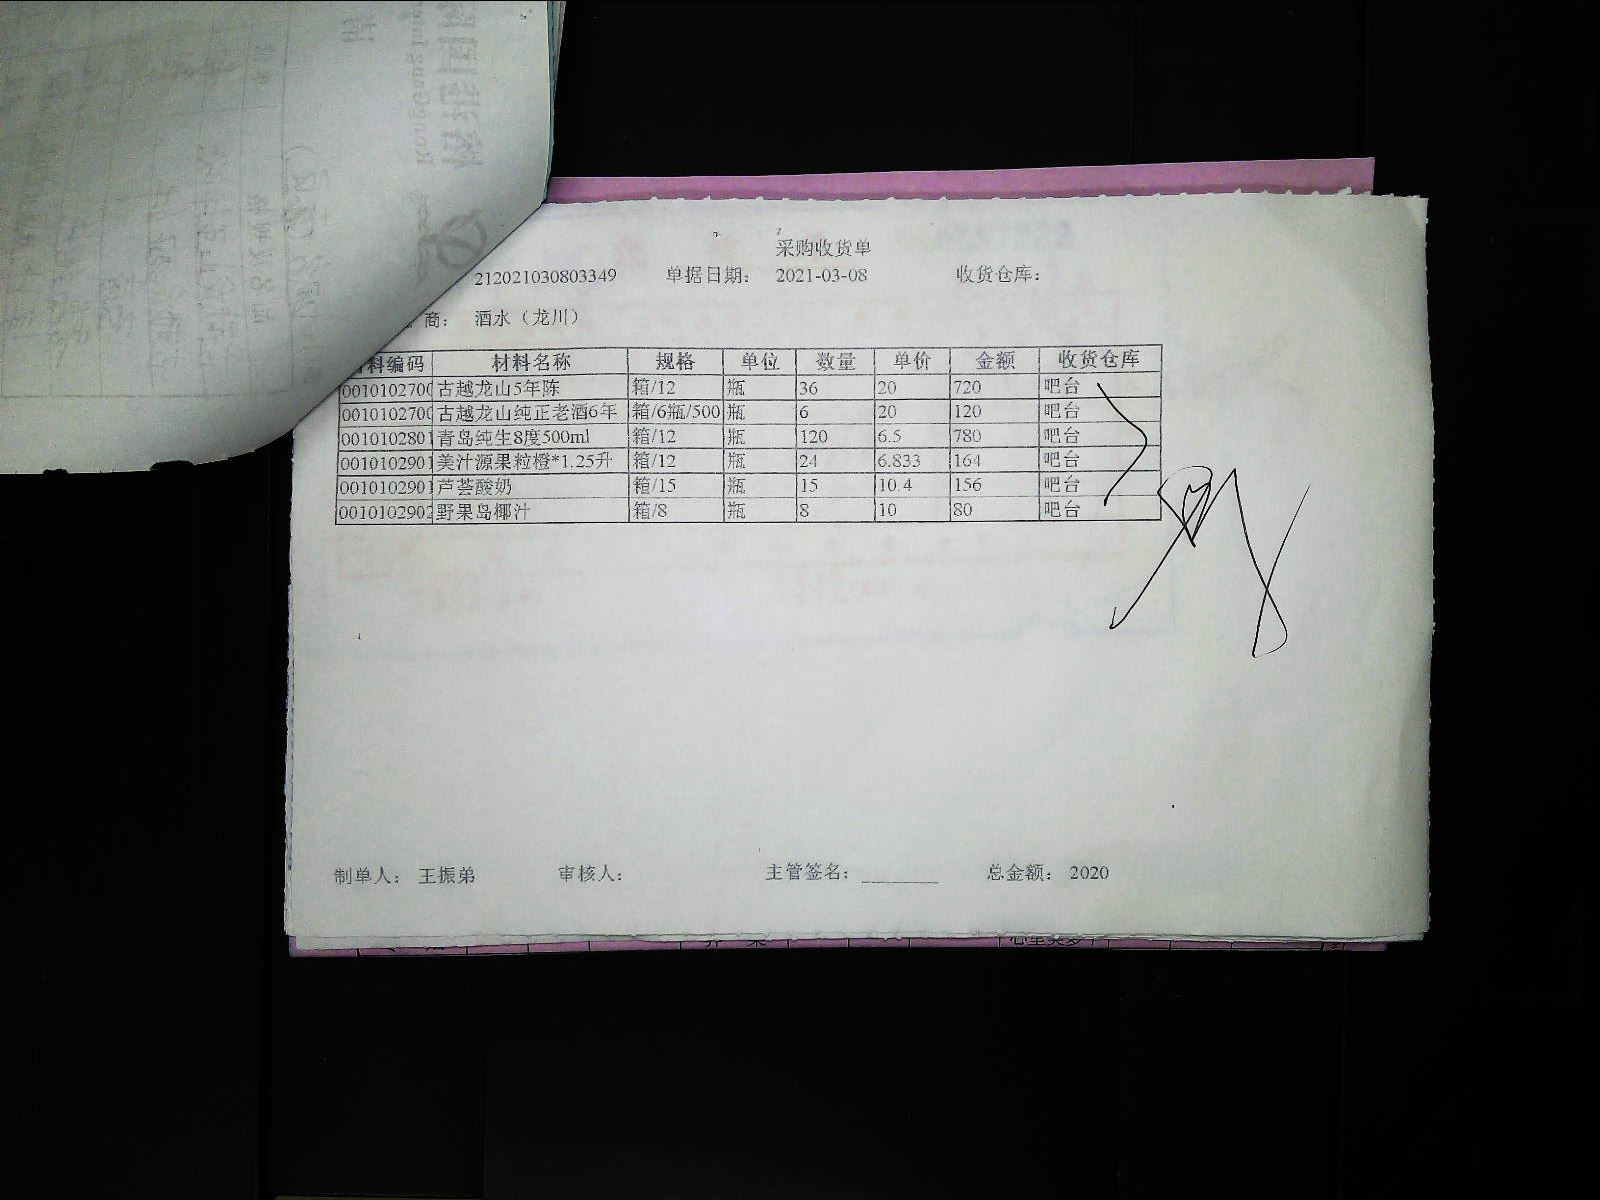 采购收货单
212021030803349 单据日期: 2021-03-08 收货仓库:
商: 酒水（龙川）
料编码 材料名称 规格 单位 数量 单价 金额 收货仓库
0010102700 古越龙山5年陈 箱/12 瓶 36 20 720 吧台
0010102700 古越龙山纯正老酒6年 箱/6瓶/500 瓶 6 20 120 吧台
0010102801 青岛纯生8度500ml 箱/12 瓶 120 6.5 780 吧台
0010102901 美汁源果粒橙*1.25升 箱/12 瓶 24 6.833 164 吧台
0010102901 芦荟酸奶 箱/15 瓶 15 10.4 156 吧台
0010102902 野果岛椰汁 箱/8 瓶 8 10 80 吧台
制单人: 王振弟 审核人: 主管签名: ________ 总金额: 2020